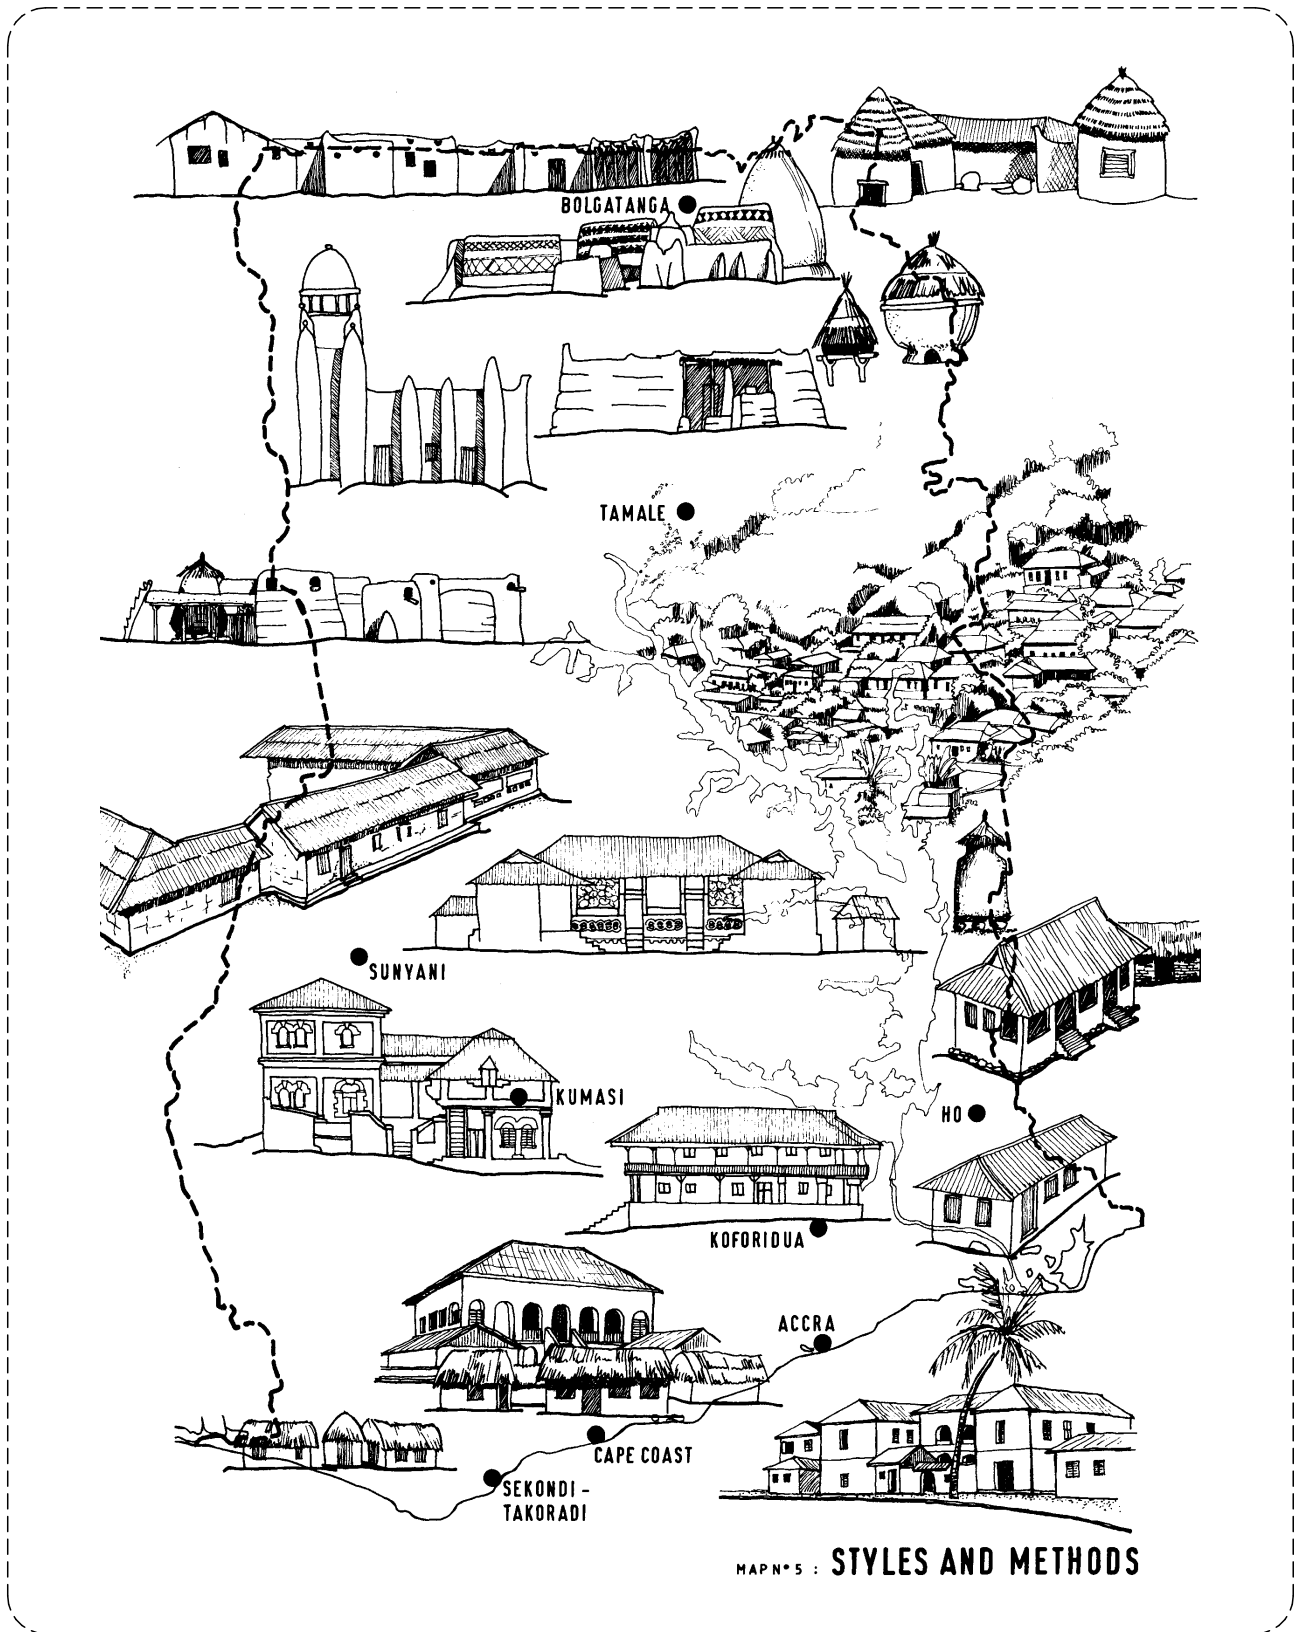 BOLGATANGA
TAMALE
SUNYANI
KUMASI
HO
KOFORIDUA
ACCRA
CAPE COAST
SEKONDI -
TAKORADI
MAP N° 5 : STYLES AND METHODS